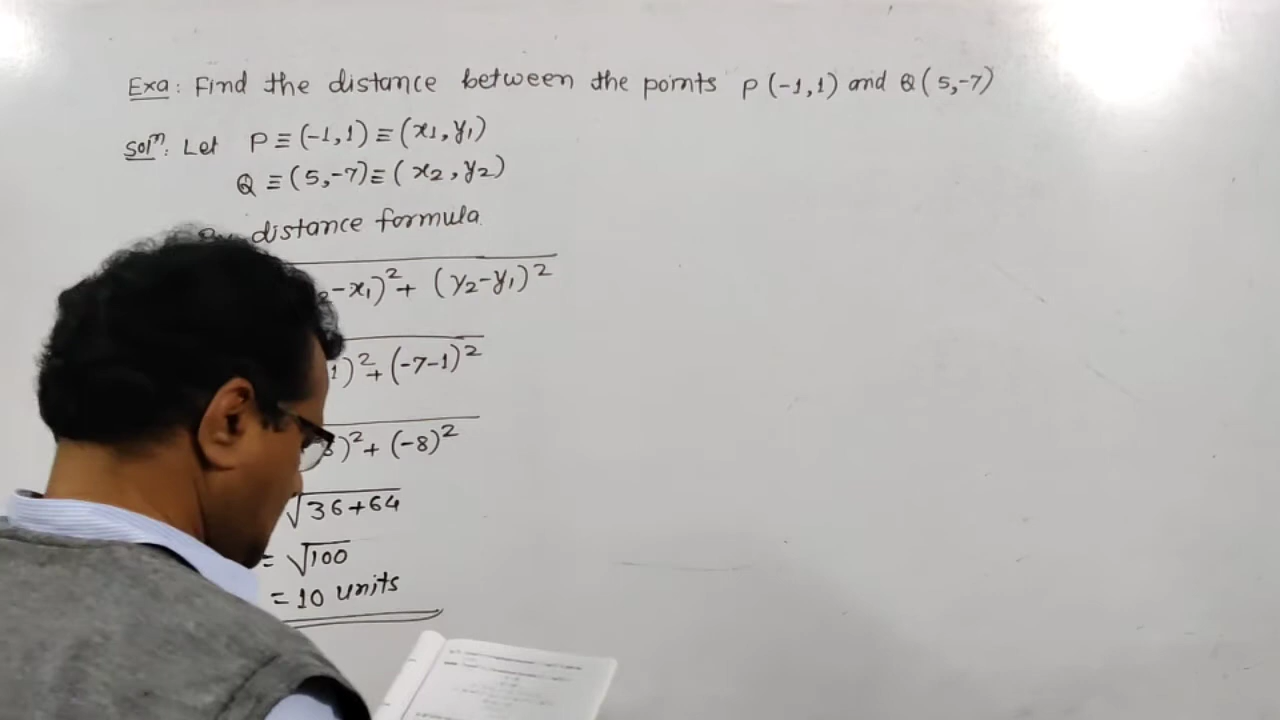 Exa: Find the distance between the points P(-1,1) and Q(5,-7)
Solⁿ: Let P≡(-1,1)≡(x₁,y₁)
Q≡(5,-7)≡(x₂,y₂)
distance formula
-x₁)²+(y₂-y₁)²
1)²+(-7-1)²
)²+(-8)²
√36+64
=√100
=10 units